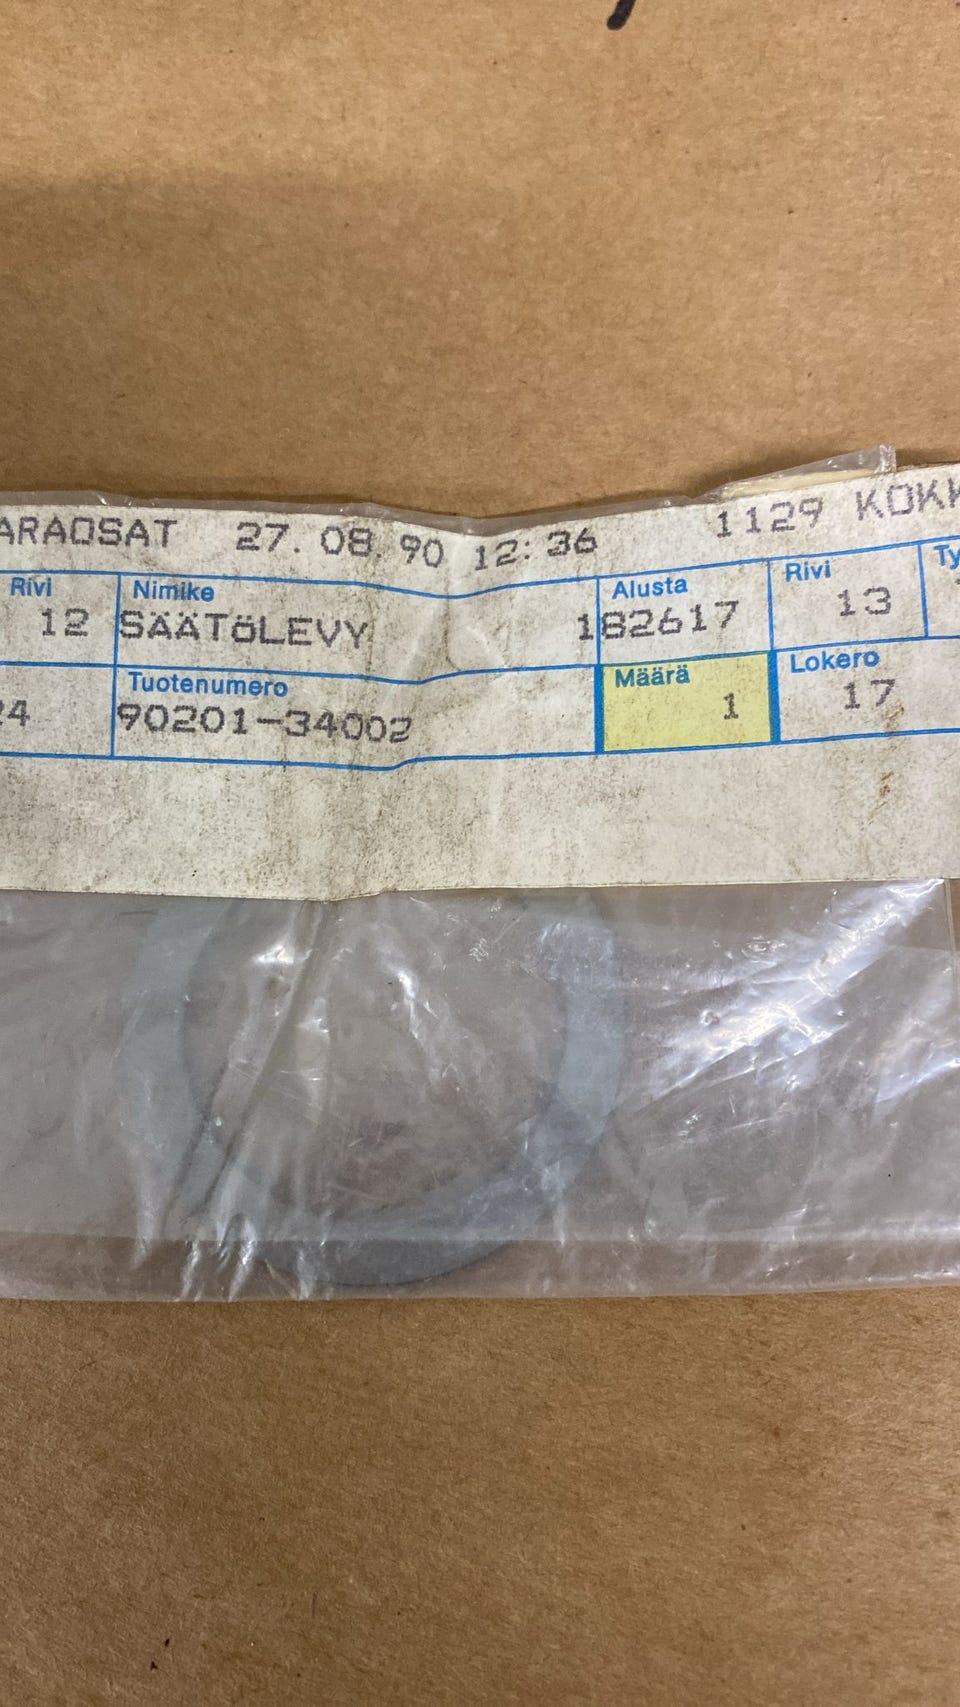 ARAOSAT 27.08.90 12:36 1129 KOKK
Rivi Nimike Alusta Rivi Ty
12 SÄÄTöLEVY 182617 13
Tuotenumero Määrä Lokero
24 90201-34002 1 17